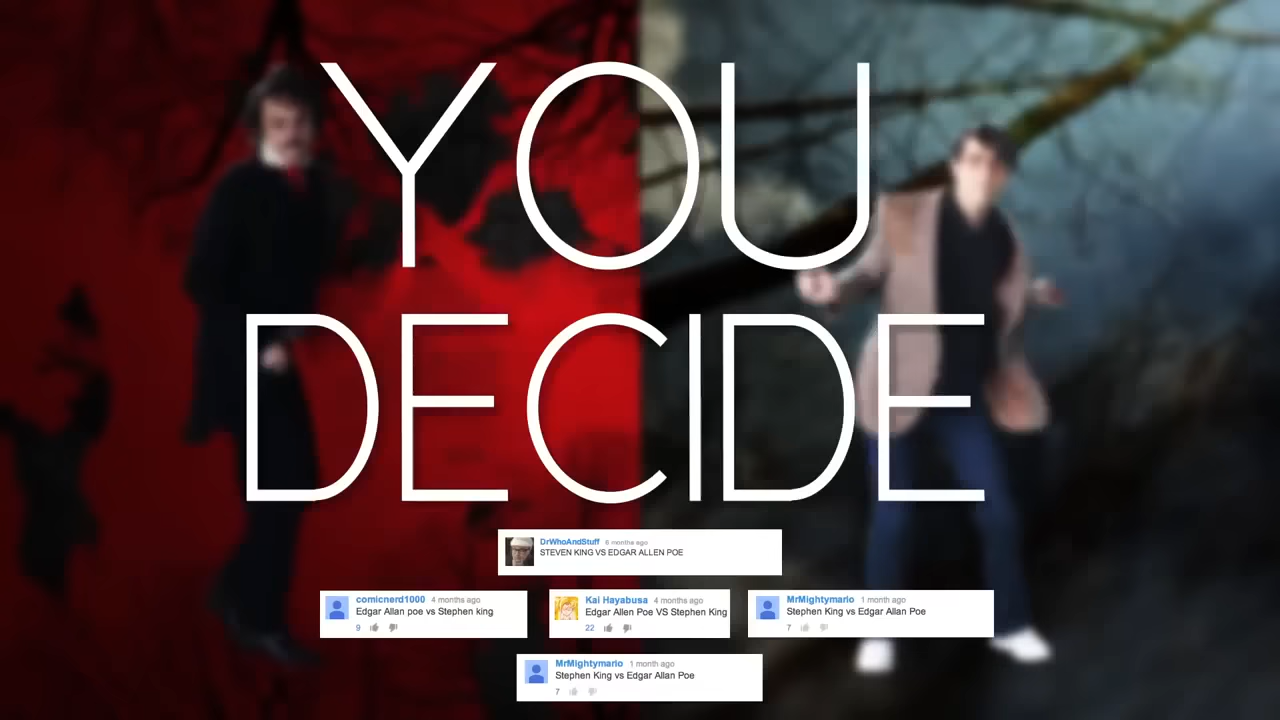 YOU
DECIDE
DrWhoAndStuff 6 months ago
STEVEN KING VS EDGAR ALLEN POE
comicnerd1000 4 months ago
Edgar Allan poe vs Stephen king
9
Kai Hayabusa 4 months ago
Edgar Allen Poe VS Stephen King
22
MrMightymario 1 month ago
Stephen King vs Edgar Allan Poe
7
MrMightymario 1 month ago
Stephen King vs Edgar Allan Poe
7